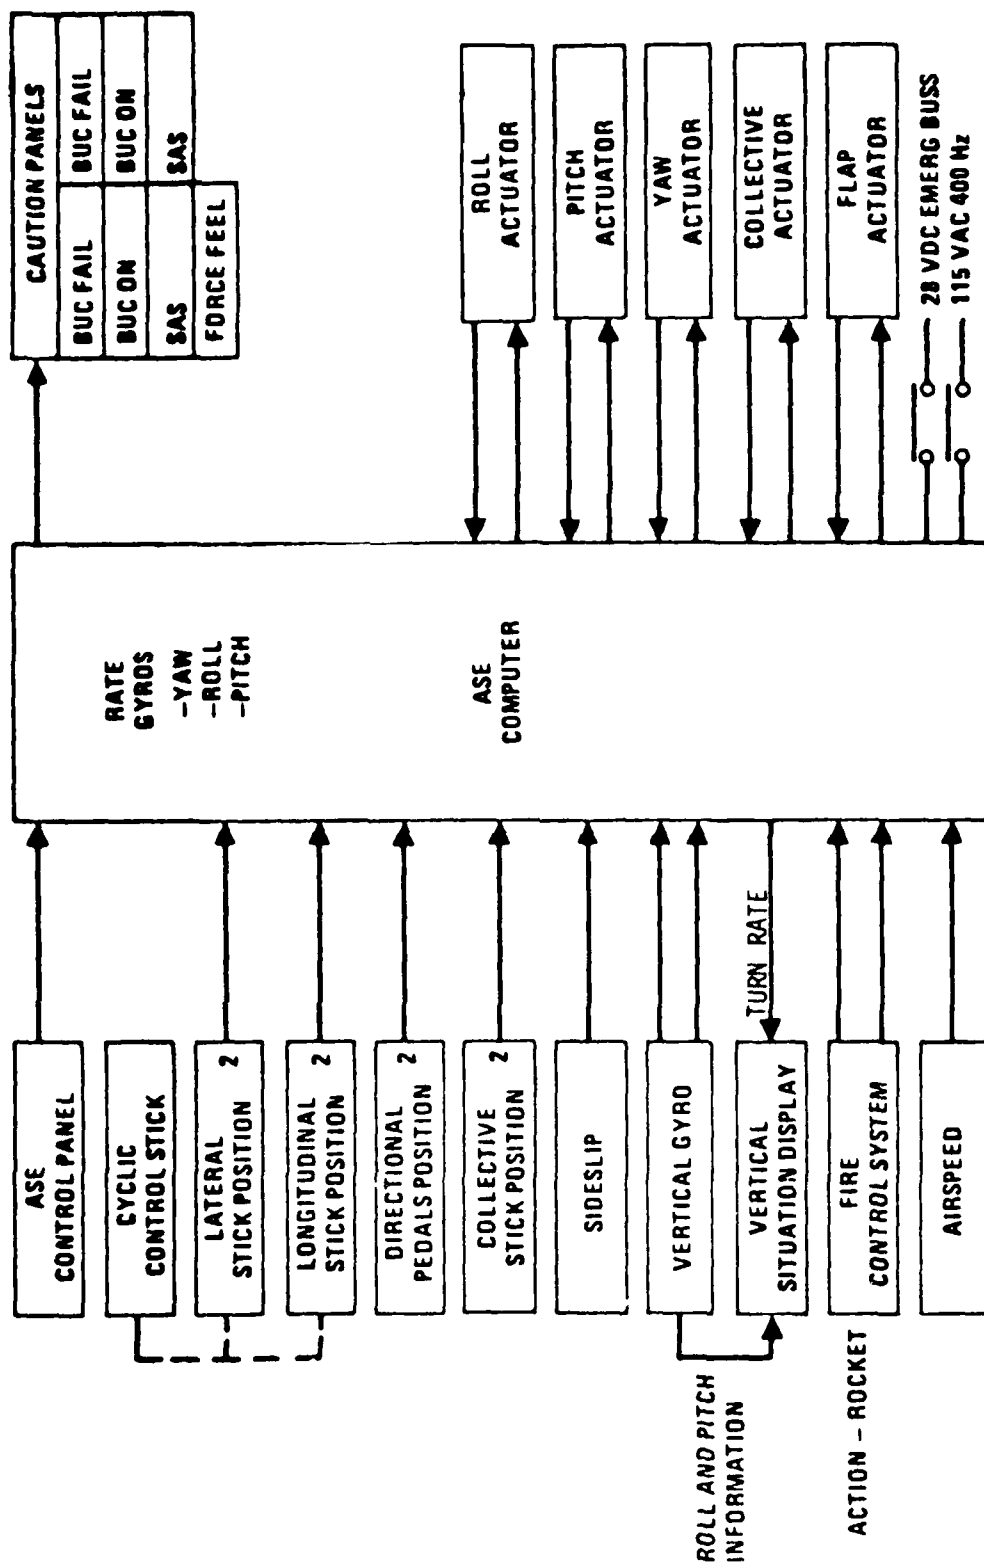 ASE
CONTROL PANEL
CYCLIC
CONTROL STICK
LATERAL
STICK POSITION 2
LONGITUDINAL
STICK POSITION 2
DIRECTIONAL
PEDALS POSITION 2
COLLECTIVE
STICK POSITION 2
SIDESLIP
VERTICAL GYRO
ROLL AND PITCH
INFORMATION
VERTICAL
SITUATION DISPLAY
TURN RATE
ACTION – ROCKET
FIRE
CONTROL SYSTEM
AIRSPEED
RATE
GYROS
–YAW
–ROLL
–PITCH
ASE
COMPUTER
CAUTION PANELS
BUC FAIL BUC FAIL
BUC ON BUC ON
SAS SAS
FORCE FEEL
ROLL
ACTUATOR
PITCH
ACTUATOR
YAW
ACTUATOR
COLLECTIVE
ACTUATOR
FLAP
ACTUATOR
28 VDC EMERG BUSS
115 VAC 400 Hz